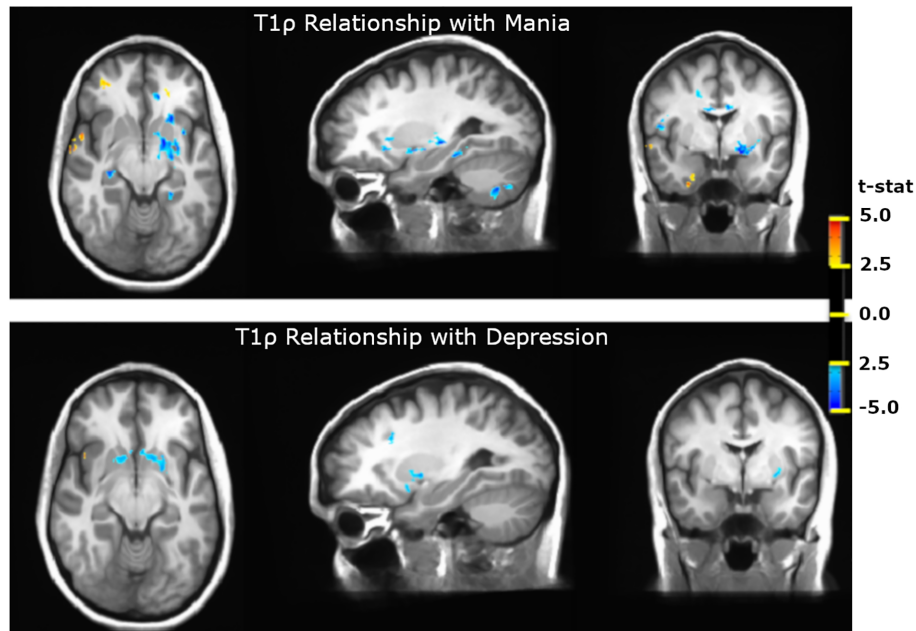 T1ρ Relationship with Mania
t-stat
5.0
2.5
0.0
2.5
-5.0
T1ρ Relationship with Depression